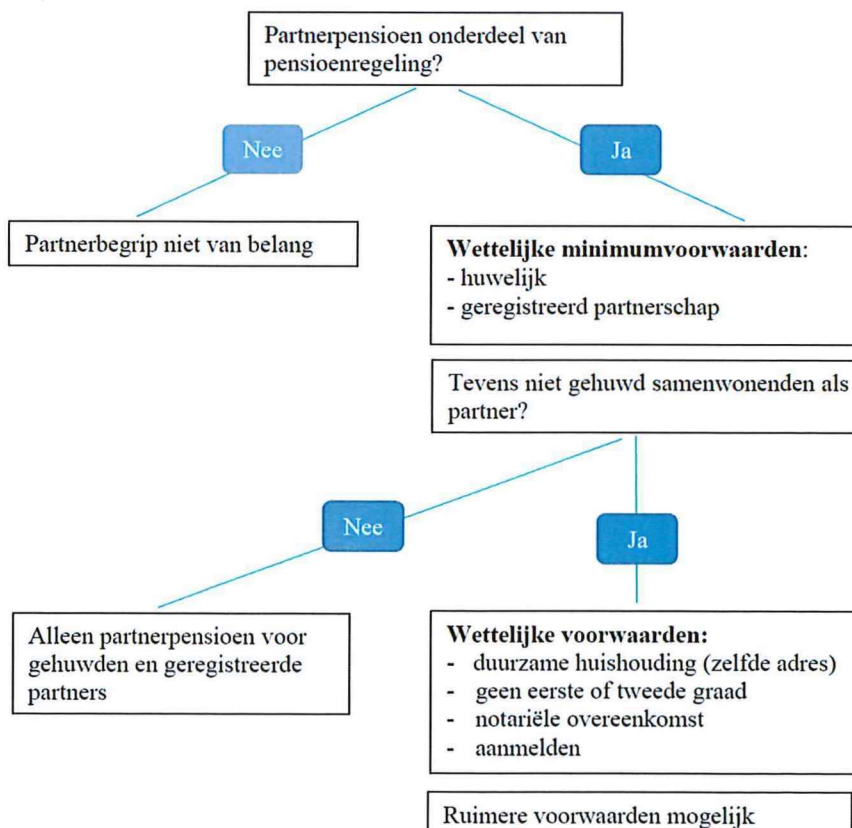 Partnerpensioen onderdeel van
pensioenregeling?
Nee
Ja
Partnerbegrip niet van belang
Wettelijke minimumvoorwaarden:
- huwelijk
- geregistreerd partnerschap
Tevens niet gehuwd samenwonenden als
partner?
Nee
Ja
Alleen partnerpensioen voor
gehuwden en geregistreerde
partners
Wettelijke voorwaarden:
- duurzame huishouding (zelfde adres)
- geen eerste of tweede graad
- notariële overeenkomst
- aanmelden
Ruimere voorwaarden mogelijk